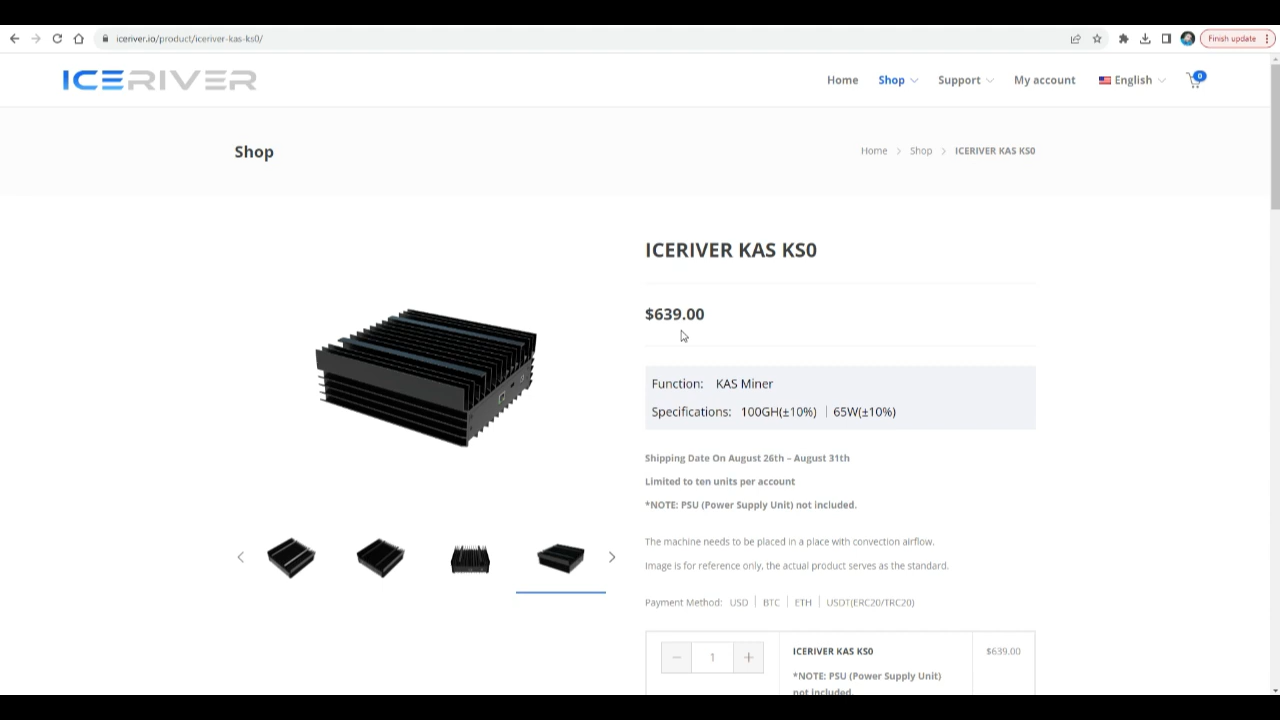 iceriver.io/product/iceriver-kas-ks0/
Finish update
ICERIVER
Home
Shop
Support
My account
English
0
Shop
Home > Shop > ICERIVER KAS KS0
ICERIVER KAS KS0
$639.00
Function: KAS Miner
Specifications: 100GH(±10%) | 65W(±10%)
Shipping Date On August 26th – August 31th
Limited to ten units per account
*NOTE: PSU (Power Supply Unit) not included.
The machine needs to be placed in a place with convection airflow.
Image is for reference only, the actual product serves as the standard.
Payment Method: USD | BTC | ETH | USDT(ERC20/TRC20)
− 1 +
ICERIVER KAS KS0
$639.00
*NOTE: PSU (Power Supply Unit)
not included.